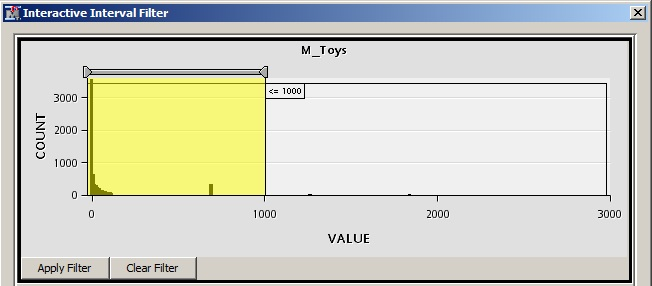 Interactive Interval Filter
M_Toys
<= 1000
3000
2000
1000
0
COUNT
0 1000 2000 3000
VALUE
Apply Filter Clear Filter